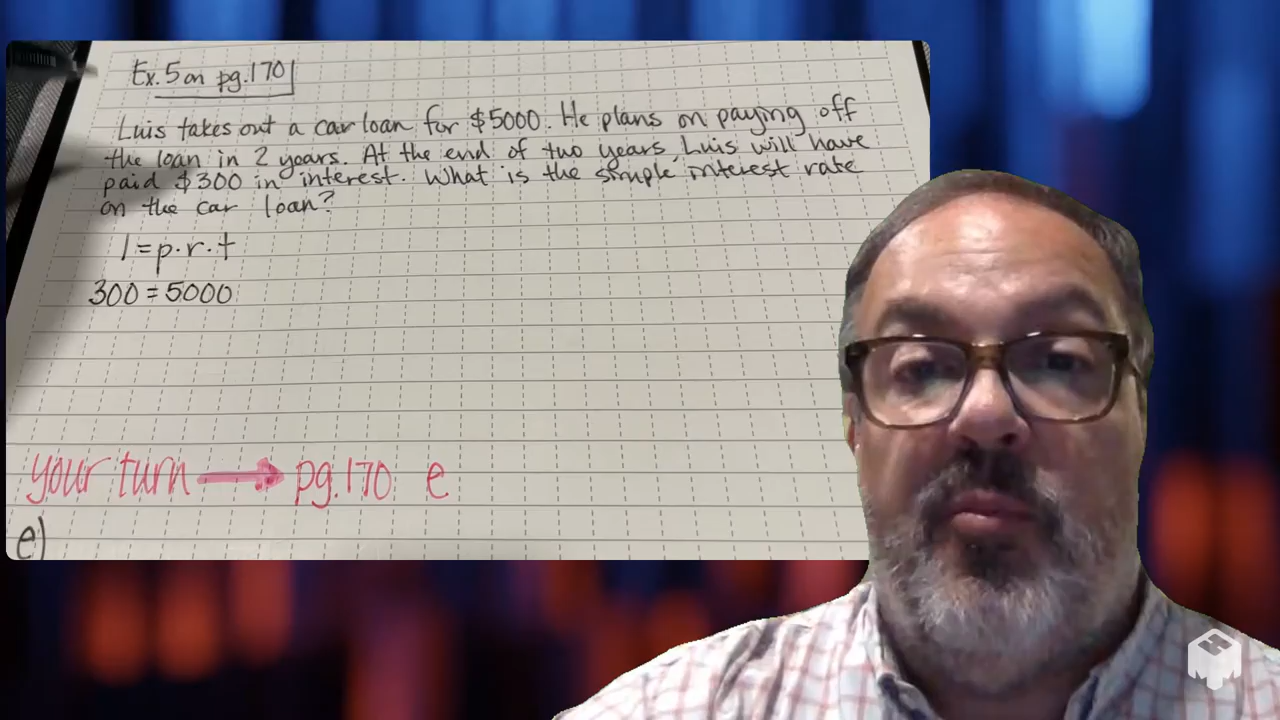 Ex. 5 on pg. 170
Luis takes out a car loan for $5000. He plans on paying off
the loan in 2 years. At the end of two years, Luis will have
paid $300 in interest. What is the simple interest rate
on the car loan?
I = p·r·t
300 = 5000
your turn → pg. 170 e
e)